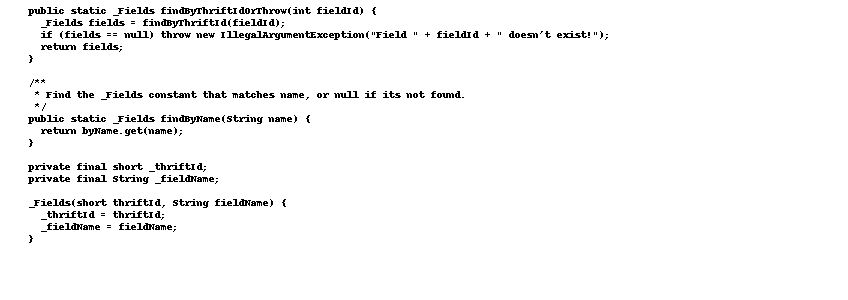 public static _Fields findByThriftIdOrThrow(int fieldId) {
  _Fields fields = findByThriftId(fieldId);
  if (fields == null) throw new IllegalArgumentException("Field " + fieldId + " doesn't exist!");
  return fields;
}

/**
 * Find the _Fields constant that matches name, or null if its not found.
 */
public static _Fields findByName(String name) {
  return byName.get(name);
}

private final short _thriftId;
private final String _fieldName;

_Fields(short thriftId, String fieldName) {
  _thriftId = thriftId;
  _fieldName = fieldName;
}